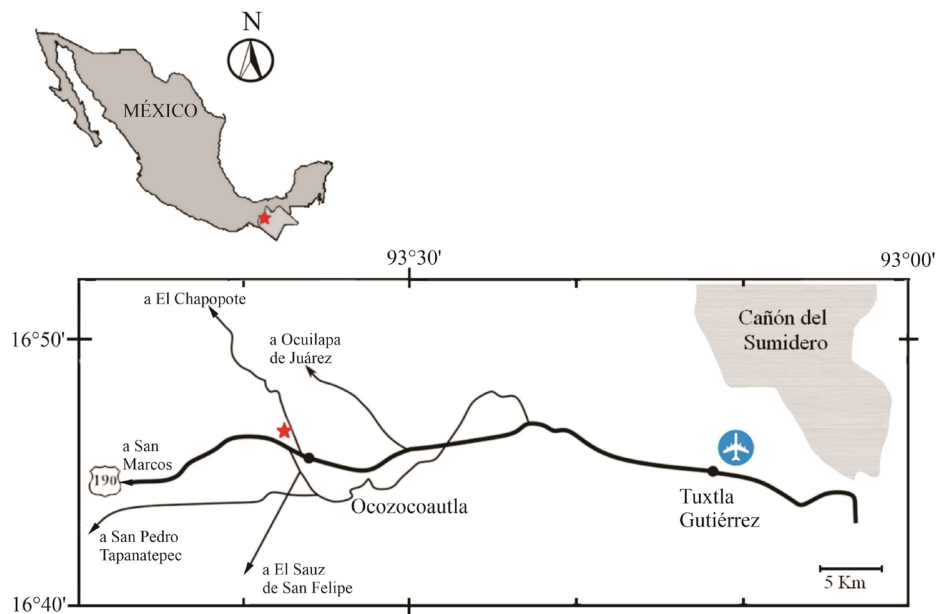 N
MÉXICO
93°30'
93°00'
a El Chapopote
16°50'
a Ocuilapa
de Juárez
Cañón del
Sumidero
a San
Marcos
190
Ocozocoautla
Tuxtla
Gutiérrez
a San Pedro
Tapanatepec
a El Sauz
de San Felipe
5 Km
16°40'